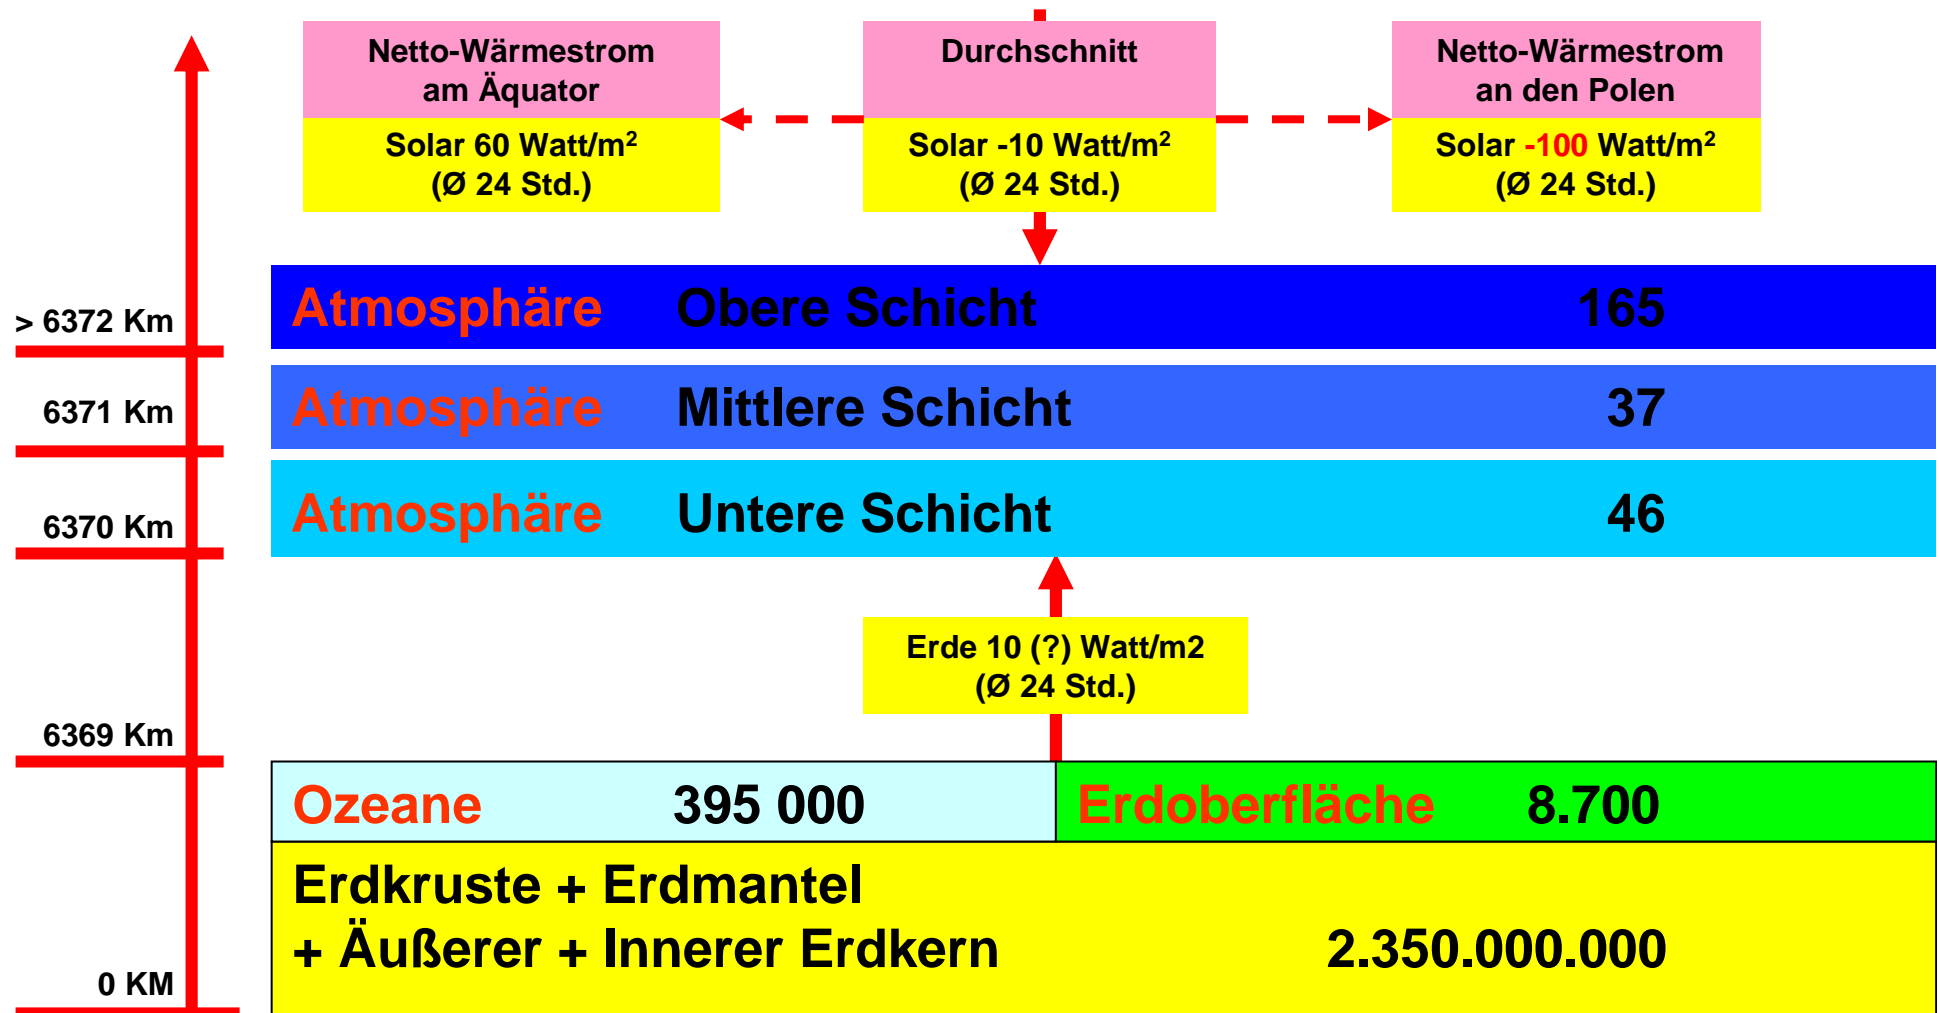 Netto-Wärmestrom
am Äquator
Solar 60 Watt/m²
(Ø 24 Std.)
Durchschnitt
Solar -10 Watt/m²
(Ø 24 Std.)
Netto-Wärmestrom
an den Polen
Solar -100 Watt/m²
(Ø 24 Std.)
> 6372 Km
Atmosphäre Obere Schicht 165
6371 Km
Atmosphäre Mittlere Schicht 37
6370 Km
Atmosphäre Untere Schicht 46
Erde 10 (?) Watt/m2
(Ø 24 Std.)
6369 Km
Ozeane 395 000
Erdoberfläche 8.700
Erdkruste + Erdmantel
+ Äußerer + Innerer Erdkern 2.350.000.000
0 KM